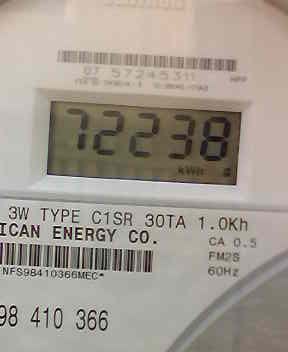 07 57245311
72238
kWh
3W TYPE C1SR 30TA 1.0Kh
ICAN ENERGY CO.
CA 0.5
FM2S
60Hz
NFS98410366MEC*
98 410 366